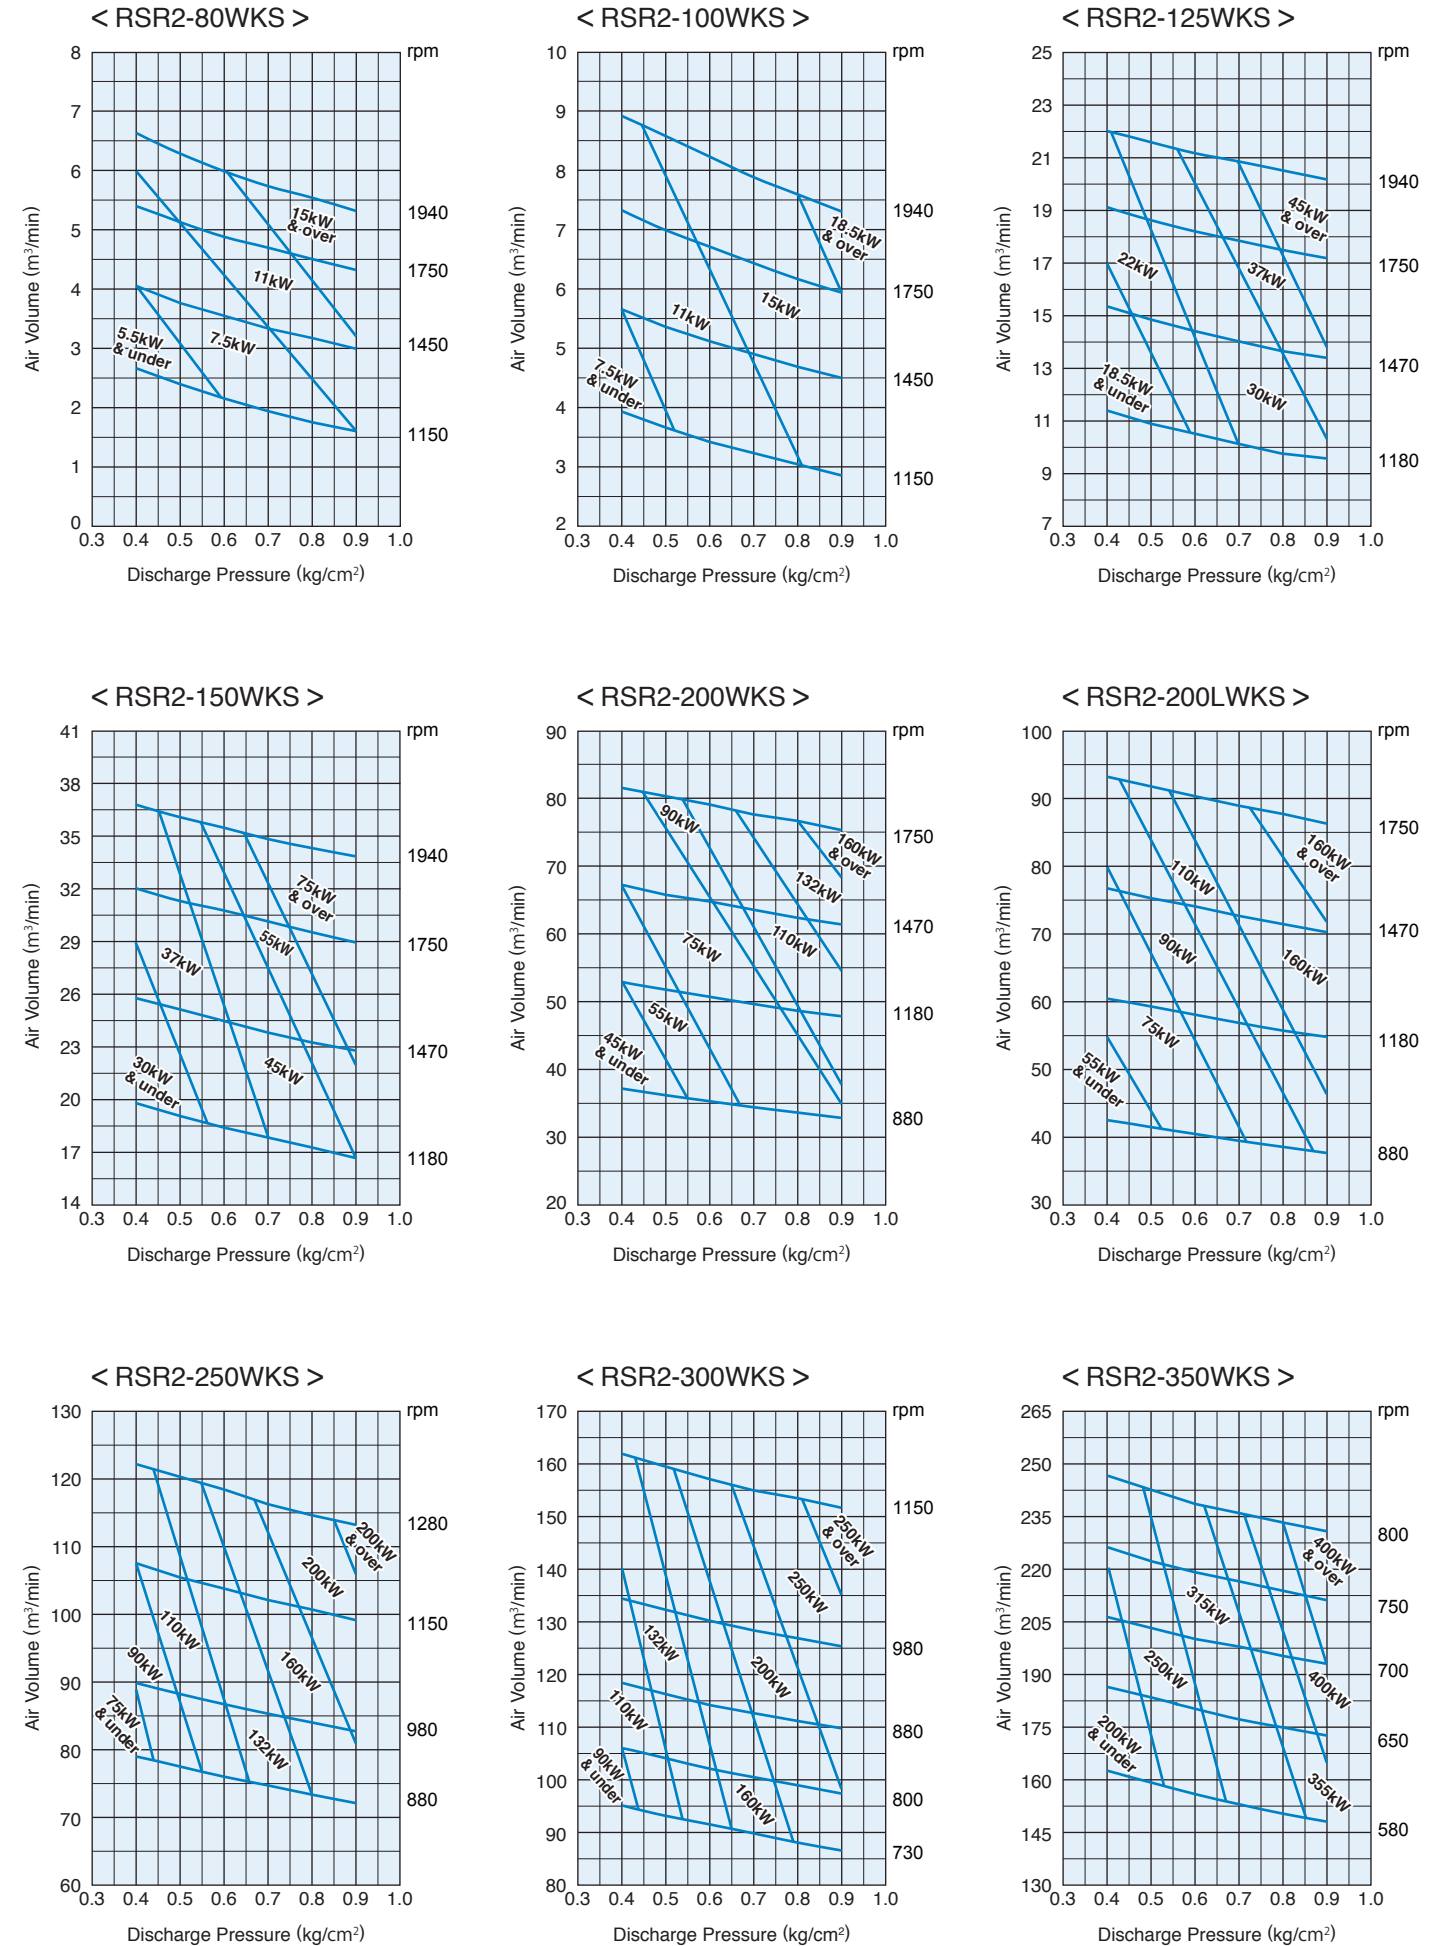 < RSR2-80WKS >
8
7
6
5
4
3
2
1
0
Air Volume (m³/min)
rpm
1940
1750
1450
1150
15kW
& over
11kW
7.5kW
5.5kW
& under
0.3 0.4 0.5 0.6 0.7 0.8 0.9 1.0
Discharge Pressure (kg/cm²)
< RSR2-100WKS >
10
9
8
7
6
5
4
3
2
Air Volume (m³/min)
rpm
1940
1750
1450
1150
18.5kW
& over
15kW
11kW
7.5kW
& under
0.3 0.4 0.5 0.6 0.7 0.8 0.9 1.0
Discharge Pressure (kg/cm²)
< RSR2-125WKS >
25
23
21
19
17
15
13
11
9
7
Air Volume (m³/min)
rpm
1940
1750
1470
1180
45kW
& over
22kW
37kW
18.5kW
& under
30kW
0.3 0.4 0.5 0.6 0.7 0.8 0.9 1.0
Discharge Pressure (kg/cm²)
< RSR2-150WKS >
41
38
35
32
29
26
23
20
17
14
Air Volume (m³/min)
rpm
1940
1750
1470
1180
75kW
& over
55kW
37kW
45kW
30kW
& under
0.3 0.4 0.5 0.6 0.7 0.8 0.9 1.0
Discharge Pressure (kg/cm²)
< RSR2-200WKS >
90
80
70
60
50
40
30
20
Air Volume (m³/min)
rpm
1750
1470
1180
880
90kW
160kW
& over
132kW
75kW
110kW
55kW
45kW
& under
0.3 0.4 0.5 0.6 0.7 0.8 0.9 1.0
Discharge Pressure (kg/cm²)
< RSR2-200LWKS >
100
90
80
70
60
50
40
30
Air Volume (m³/min)
rpm
1750
1470
1180
880
160kW
& over
110kW
90kW
160kW
75kW
55kW
& under
0.3 0.4 0.5 0.6 0.7 0.8 0.9 1.0
Discharge Pressure (kg/cm²)
< RSR2-250WKS >
130
120
110
100
90
80
70
60
Air Volume (m³/min)
rpm
1280
1150
980
880
200kW
& over
200kW
110kW
90kW
160kW
75kW
& under
132kW
0.3 0.4 0.5 0.6 0.7 0.8 0.9 1.0
Discharge Pressure (kg/cm²)
< RSR2-300WKS >
170
160
150
140
130
120
110
100
90
80
Air Volume (m³/min)
rpm
1150
980
880
800
730
250kW
& over
250kW
132kW
200kW
110kW
90kW
& under
160kW
0.3 0.4 0.5 0.6 0.7 0.8 0.9 1.0
Discharge Pressure (kg/cm²)
< RSR2-350WKS >
265
250
235
220
205
190
175
160
145
130
Air Volume (m³/min)
rpm
800
750
700
650
580
400kW
& over
315kW
250kW
400kW
200kW
& under
355kW
0.3 0.4 0.5 0.6 0.7 0.8 0.9 1.0
Discharge Pressure (kg/cm²)